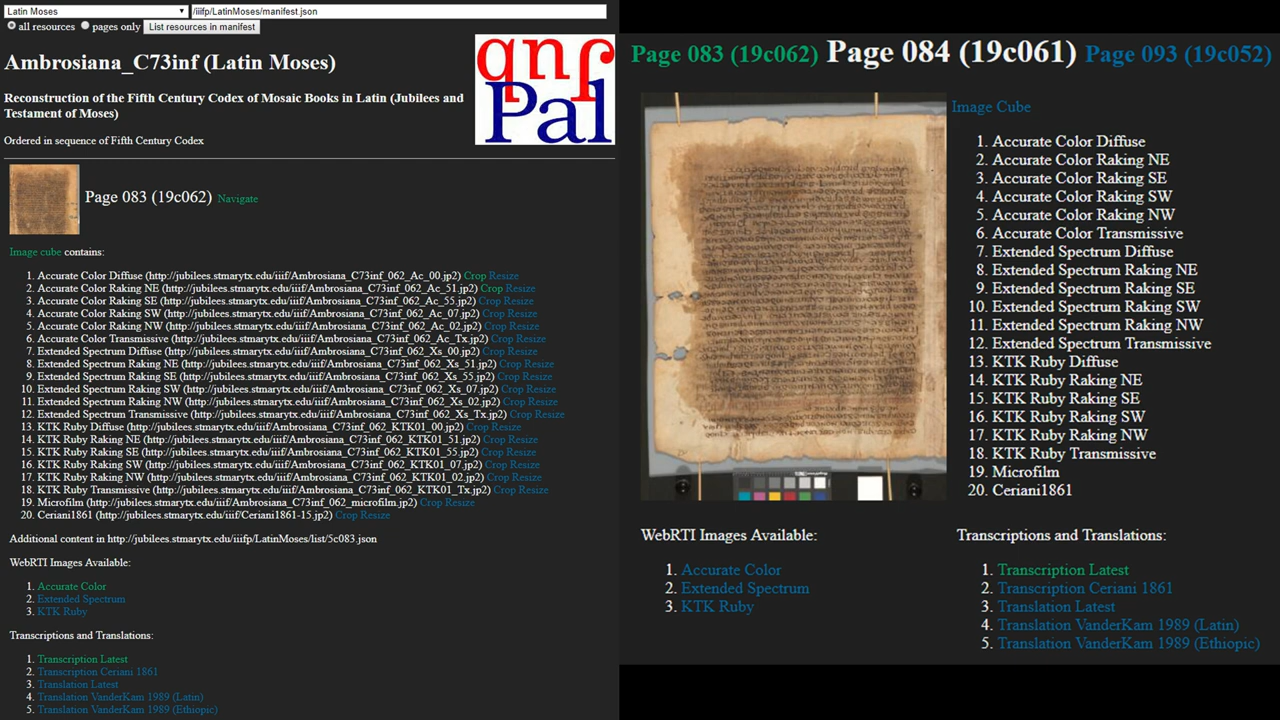 Latin Moses
/iiifp/LatinMoses/manifest.json
all resources pages only List resources in manifest
Ambrosiana_C73inf (Latin Moses)
Reconstruction of the Fifth Century Codex of Mosaic Books in Latin (Jubilees and
Testament of Moses)
Ordered in sequence of Fifth Century Codex
Pal
Page 083 (19c062) Navigate
Image cube contains:
1. Accurate Color Diffuse (http://jubilees.stmarytx.edu/iiif/Ambrosiana_C73inf_062_Ac_00.jp2) Crop Resize
2. Accurate Color Raking NE (http://jubilees.stmarytx.edu/iiif/Ambrosiana_C73inf_062_Ac_51.jp2) Crop Resize
3. Accurate Color Raking SE (http://jubilees.stmarytx.edu/iiif/Ambrosiana_C73inf_062_Ac_55.jp2) Crop Resize
4. Accurate Color Raking SW (http://jubilees.stmarytx.edu/iiif/Ambrosiana_C73inf_062_Ac_07.jp2) Crop Resize
5. Accurate Color Raking NW (http://jubilees.stmarytx.edu/iiif/Ambrosiana_C73inf_062_Ac_02.jp2) Crop Resize
6. Accurate Color Transmissive (http://jubilees.stmarytx.edu/iiif/Ambrosiana_C73inf_062_Ac_Tx.jp2) Crop Resize
7. Extended Spectrum Diffuse (http://jubilees.stmarytx.edu/iiif/Ambrosiana_C73inf_062_Xs_00.jp2) Crop Resize
8. Extended Spectrum Raking NE (http://jubilees.stmarytx.edu/iiif/Ambrosiana_C73inf_062_Xs_51.jp2) Crop Resize
9. Extended Spectrum Raking SE (http://jubilees.stmarytx.edu/iiif/Ambrosiana_C73inf_062_Xs_55.jp2) Crop Resize
10. Extended Spectrum Raking SW (http://jubilees.stmarytx.edu/iiif/Ambrosiana_C73inf_062_Xs_07.jp2) Crop Resize
11. Extended Spectrum Raking NW (http://jubilees.stmarytx.edu/iiif/Ambrosiana_C73inf_062_Xs_02.jp2) Crop Resize
12. Extended Spectrum Transmissive (http://jubilees.stmarytx.edu/iiif/Ambrosiana_C73inf_062_Xs_Tx.jp2) Crop Resize
13. KTK Ruby Diffuse (http://jubilees.stmarytx.edu/iiif/Ambrosiana_C73inf_062_KTK01_00.jp2) Crop Resize
14. KTK Ruby Raking NE (http://jubilees.stmarytx.edu/iiif/Ambrosiana_C73inf_062_KTK01_51.jp2) Crop Resize
15. KTK Ruby Raking SE (http://jubilees.stmarytx.edu/iiif/Ambrosiana_C73inf_062_KTK01_55.jp2) Crop Resize
16. KTK Ruby Raking SW (http://jubilees.stmarytx.edu/iiif/Ambrosiana_C73inf_062_KTK01_07.jp2) Crop Resize
17. KTK Ruby Raking NW (http://jubilees.stmarytx.edu/iiif/Ambrosiana_C73inf_062_KTK01_02.jp2) Crop Resize
18. KTK Ruby Transmissive (http://jubilees.stmarytx.edu/iiif/Ambrosiana_C73inf_062_KTK01_Tx.jp2) Crop Resize
19. Microfilm (http://jubilees.stmarytx.edu/iiif/Ambrosiana_C73inf_062_microfilm.jp2) Crop Resize
20. Ceriani1861 (http://jubilees.stmarytx.edu/iiif/Ceriani1861-15.jp2) Crop Resize
Additional content in http://jubilees.stmarytx.edu/iiifp/LatinMoses/list/5c083.json
WebRTI Images Available:
1. Accurate Color
2. Extended Spectrum
3. KTK Ruby
Transcriptions and Translations:
1. Transcription Latest
2. Transcription Ceriani 1861
3. Translation Latest
4. Translation VanderKam 1989 (Latin)
5. Translation VanderKam 1989 (Ethiopic)
Page 083 (19c062) Page 084 (19c061) Page 093 (19c052)
Image Cube
1. Accurate Color Diffuse
2. Accurate Color Raking NE
3. Accurate Color Raking SE
4. Accurate Color Raking SW
5. Accurate Color Raking NW
6. Accurate Color Transmissive
7. Extended Spectrum Diffuse
8. Extended Spectrum Raking NE
9. Extended Spectrum Raking SE
10. Extended Spectrum Raking SW
11. Extended Spectrum Raking NW
12. Extended Spectrum Transmissive
13. KTK Ruby Diffuse
14. KTK Ruby Raking NE
15. KTK Ruby Raking SE
16. KTK Ruby Raking SW
17. KTK Ruby Raking NW
18. KTK Ruby Transmissive
19. Microfilm
20. Ceriani1861
WebRTI Images Available:
1. Accurate Color
2. Extended Spectrum
3. KTK Ruby
Transcriptions and Translations:
1. Transcription Latest
2. Transcription Ceriani 1861
3. Translation Latest
4. Translation VanderKam 1989 (Latin)
5. Translation VanderKam 1989 (Ethiopic)